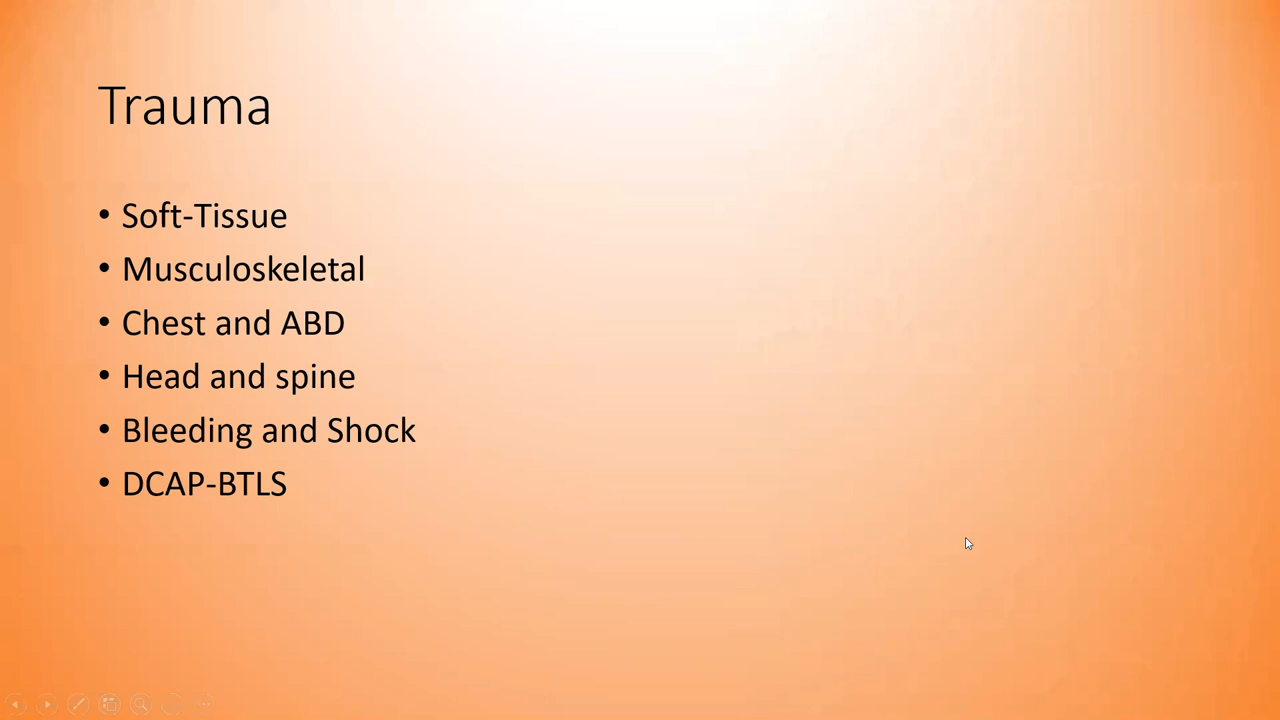 Trauma
• Soft-Tissue
• Musculoskeletal
• Chest and ABD
• Head and spine
• Bleeding and Shock
• DCAP-BTLS